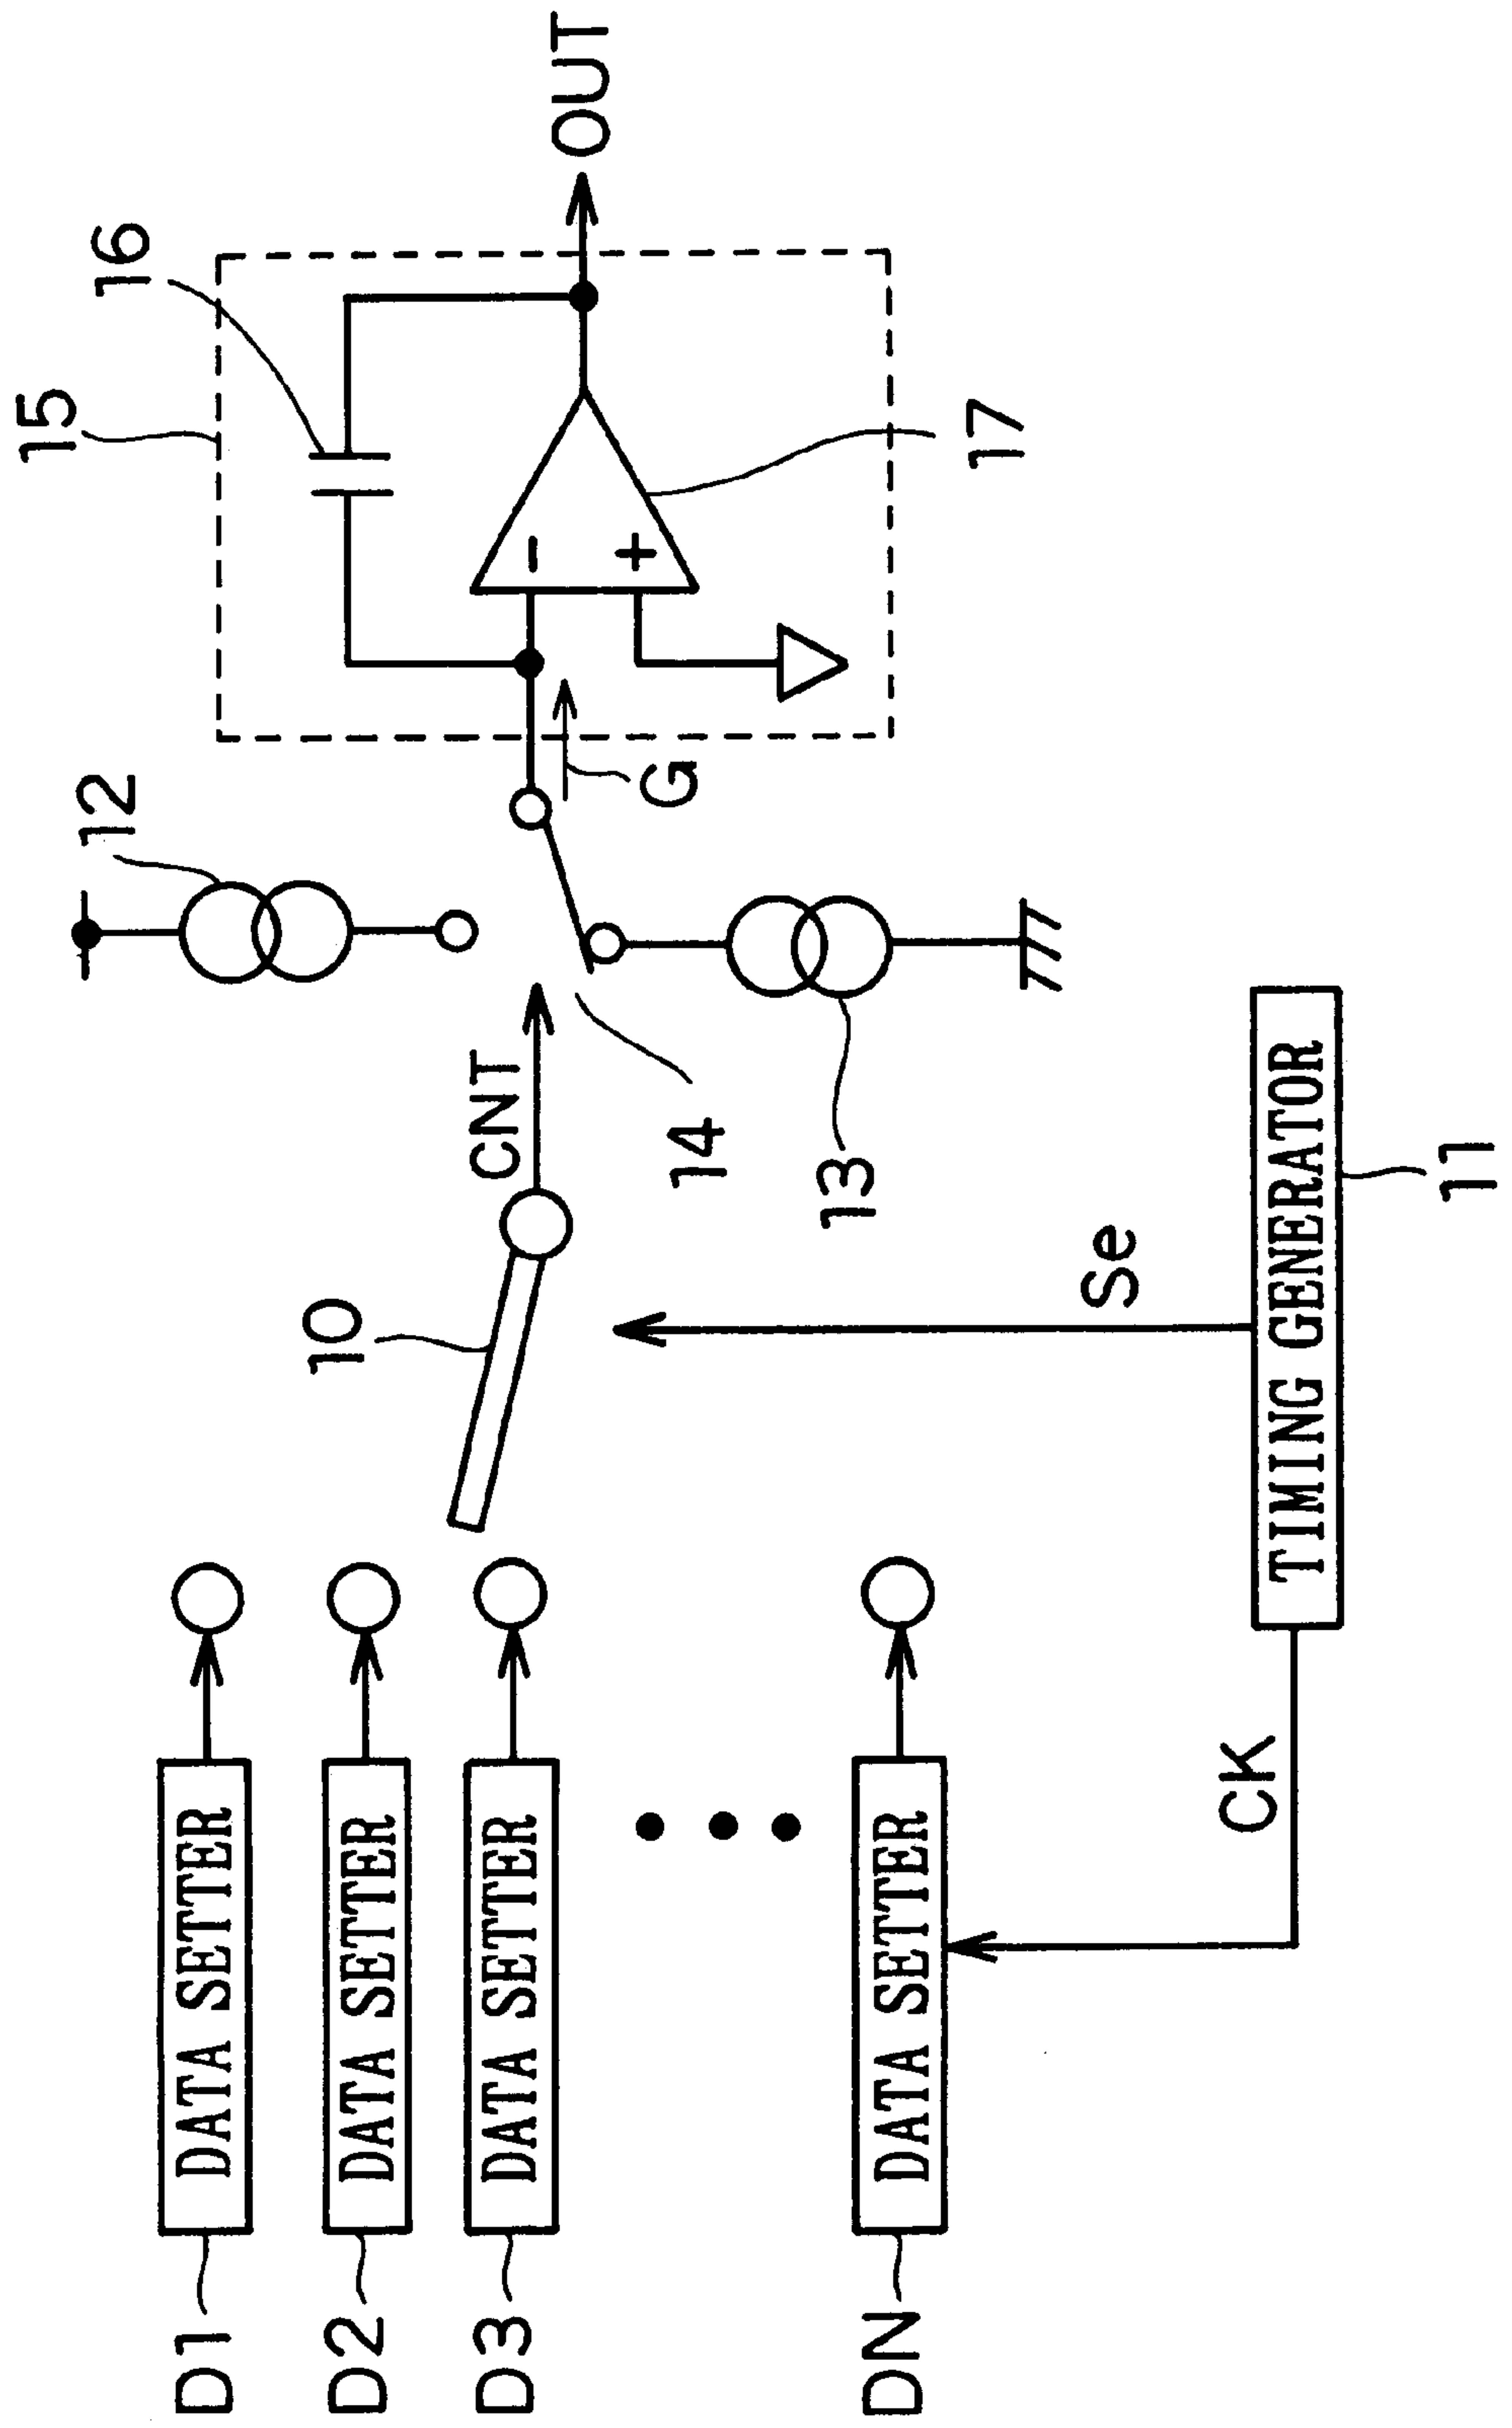 D1
DATA SETTER
D2
DATA SETTER
D3
DATA SETTER
DN
DATA SETTER
CK
TIMING GENERATOR
11
Se
10
CNT
14
12
13
G
15
16
-
+
17
OUT